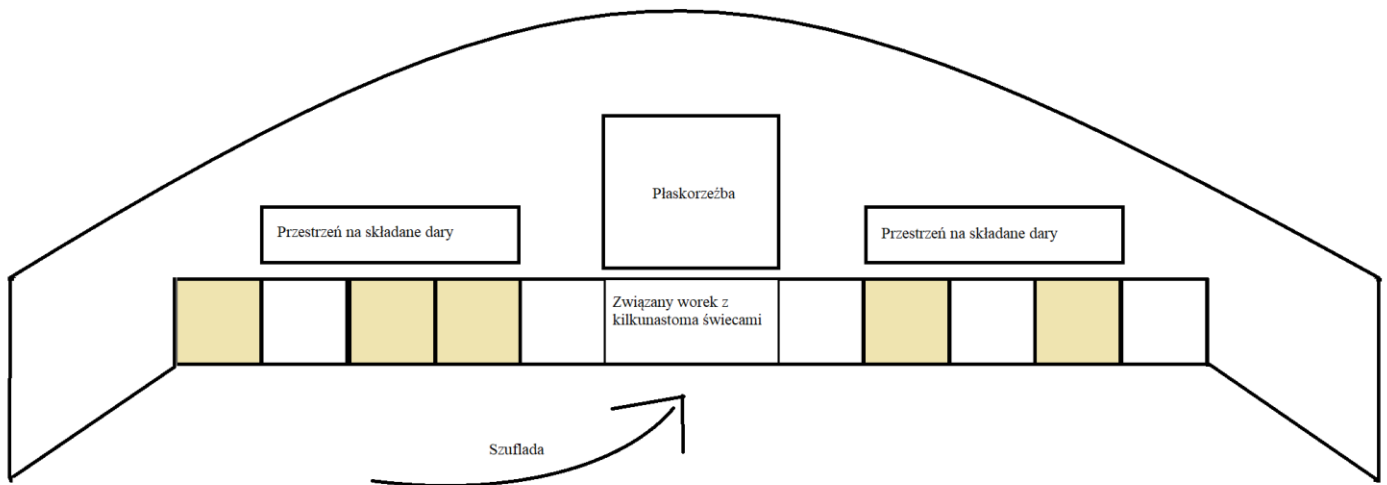 Płaskorzeźba
Przestrzeń na składane dary
Przestrzeń na składane dary
Związany worek z
kilkunastoma świecami
Szuflada